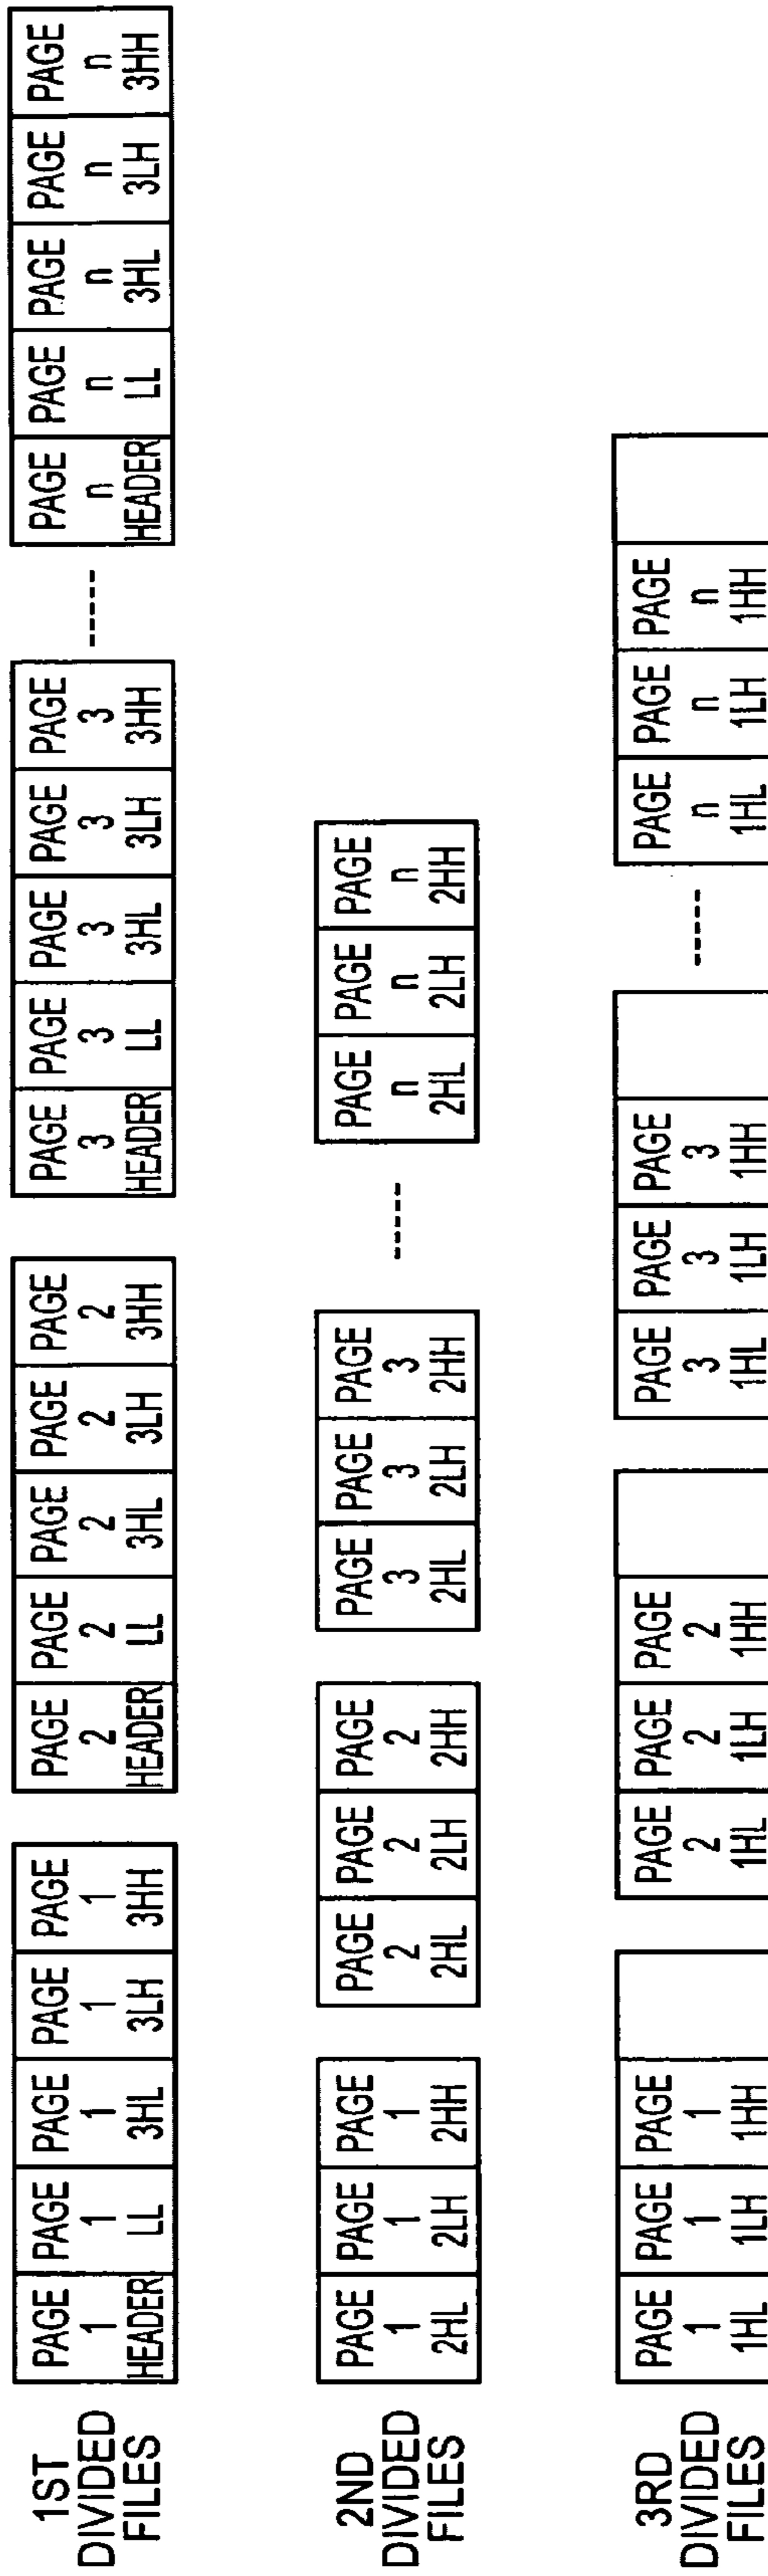 1ST
DIVIDED
FILES
PAGE 1 HEADER
PAGE 1 LL
PAGE 1 3HL
PAGE 1 3LH
PAGE 1 3HH
PAGE 2 HEADER
PAGE 2 LL
PAGE 2 3HL
PAGE 2 3LH
PAGE 2 3HH
PAGE 3 HEADER
PAGE 3 LL
PAGE 3 3HL
PAGE 3 3LH
PAGE 3 3HH
-----
PAGE n HEADER
PAGE n LL
PAGE n 3HL
PAGE n 3LH
PAGE n 3HH
2ND
DIVIDED
FILES
PAGE 1 2HL
PAGE 1 2LH
PAGE 1 2HH
PAGE 2 2HL
PAGE 2 2LH
PAGE 2 2HH
PAGE 3 2HL
PAGE 3 2LH
PAGE 3 2HH
-----
PAGE n 2HL
PAGE n 2LH
PAGE n 2HH
3RD
DIVIDED
FILES
PAGE 1 1HL
PAGE 1 1LH
PAGE 1 1HH
PAGE 2 1HL
PAGE 2 1LH
PAGE 2 1HH
PAGE 3 1HL
PAGE 3 1LH
PAGE 3 1HH
-----
PAGE n 1HL
PAGE n 1LH
PAGE n 1HH